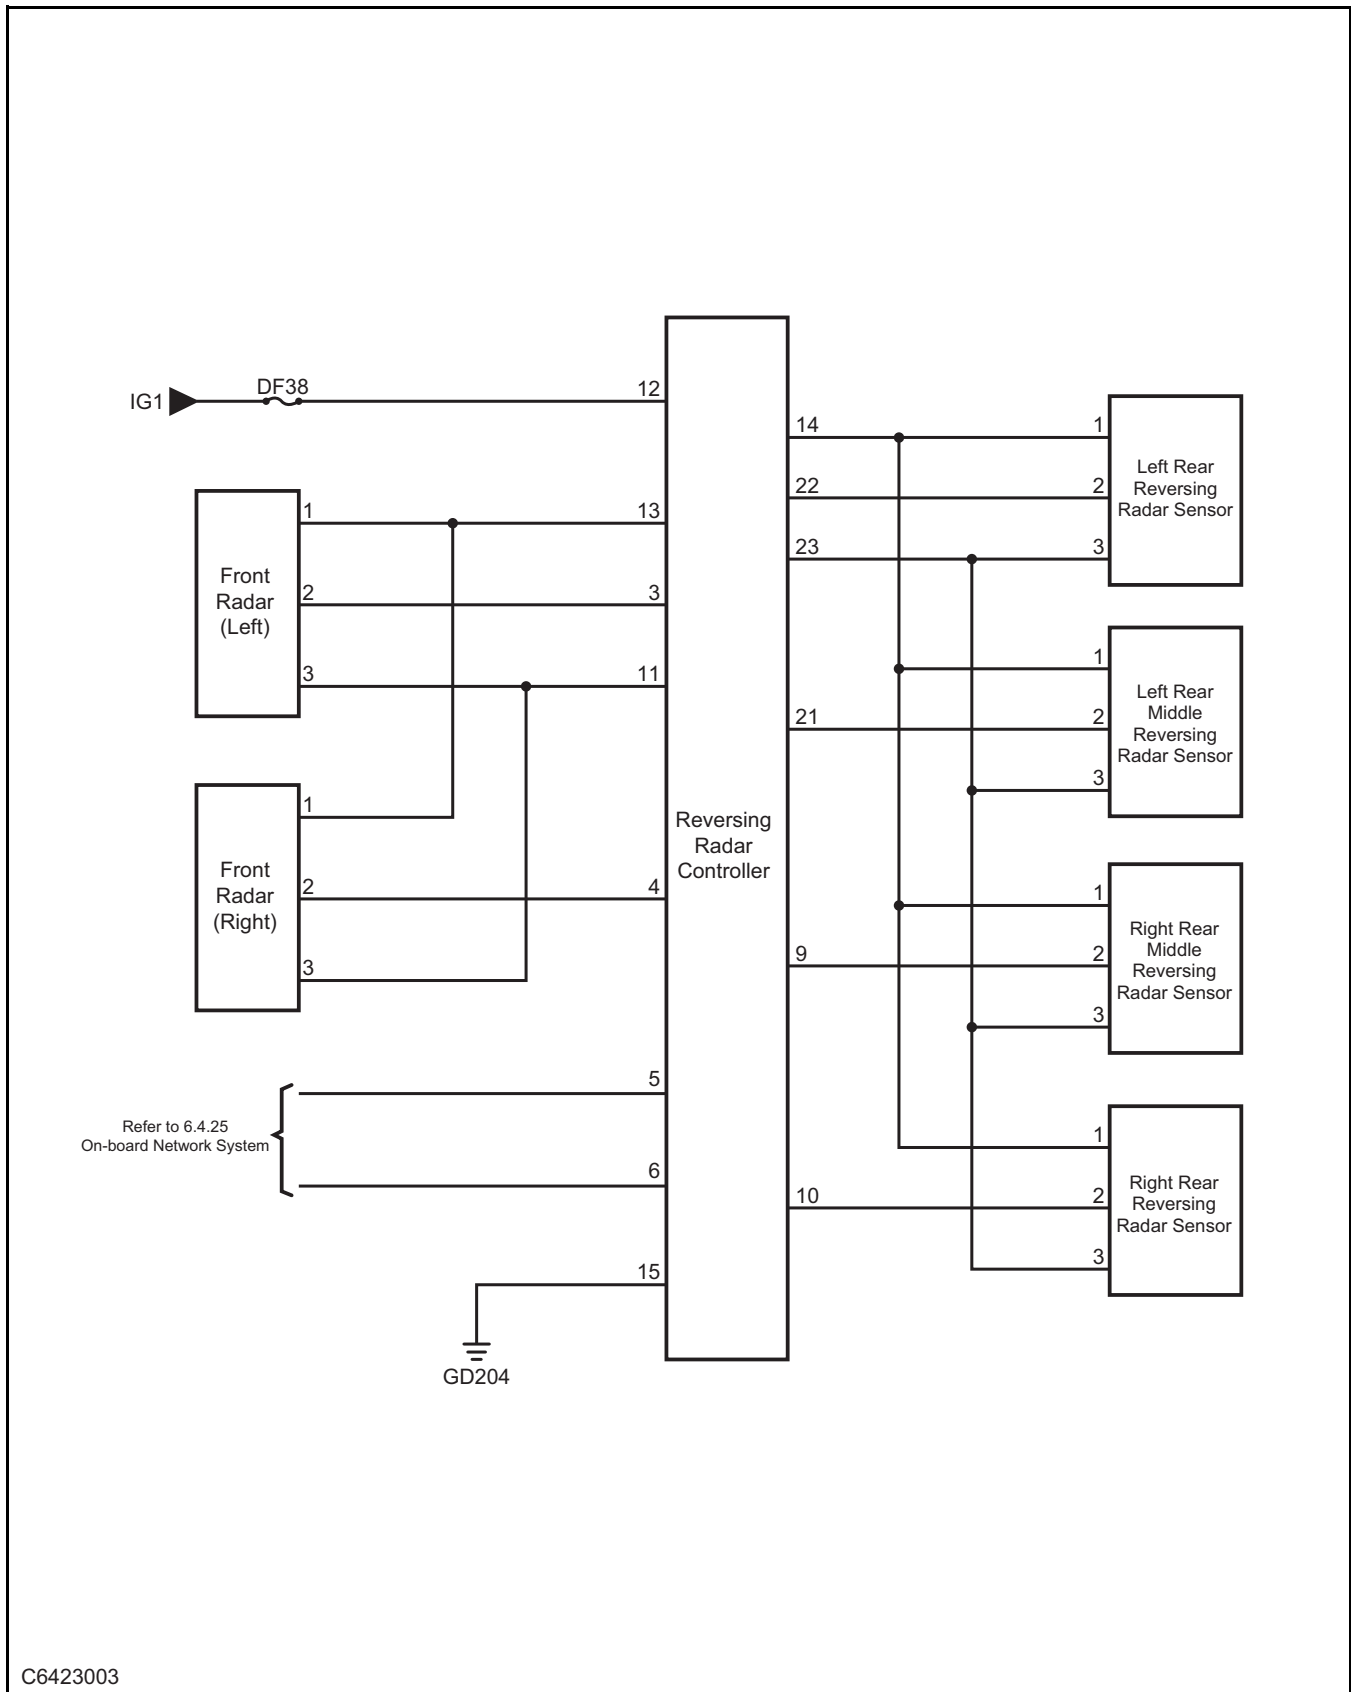 IG1
DF38
12
Front
Radar
(Left)
1
13
2
3
3
11
Front
Radar
(Right)
1
2
4
3
Refer to 6.4.25
On-board Network System
5
6
15
GD204
Reversing
Radar
Controller
14
1
22
2
23
3
Left Rear
Reversing
Radar Sensor
1
21
2
3
Left Rear
Middle
Reversing
Radar Sensor
1
9
2
3
Right Rear
Middle
Reversing
Radar Sensor
1
10
2
3
Right Rear
Reversing
Radar Sensor
C6423003